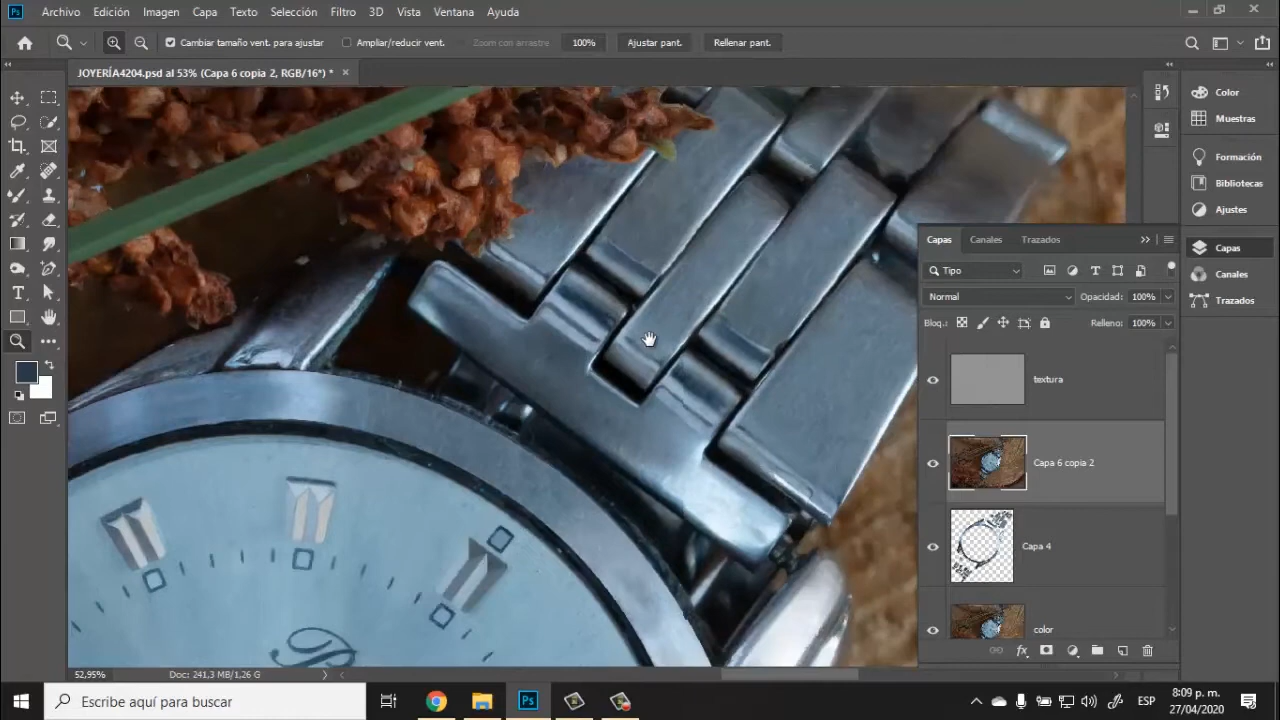 Archivo Edición Imagen Capa Texto Selección Filtro 3D Vista Ventana Ayuda
Cambiar tamaño vent. para ajustar Ampliar/reducir vent. Zoom con arrastre 100% Ajustar pant. Rellenar pant.
JOYERÍA4204.psd al 53% (Capa 6 copia 2, RGB/16*) *
Color
Muestras
Formación
Bibliotecas
Ajustes
Capas
Canales
Trazados
Capas Canales Trazados
Tipo
Normal Opacidad: 100%
Bloq.: Relleno: 100%
textura
Capa 6 copia 2
Capa 4
color
52,95% Doc: 241,3 MB/1,26 G
Escribe aquí para buscar
ESP
8:09 p. m.
27/04/2020